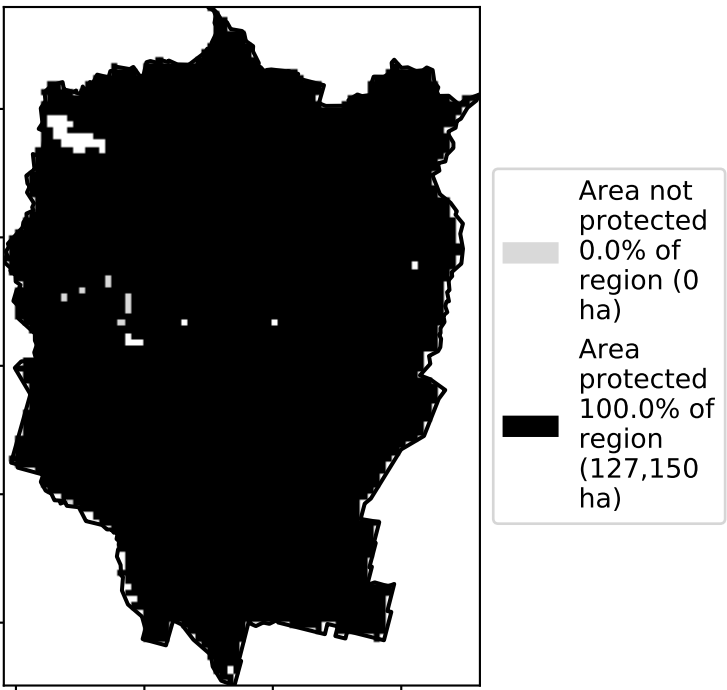 Area not
protected
0.0% of
region (0
ha)
Area
protected
100.0% of
region
(127,150
ha)